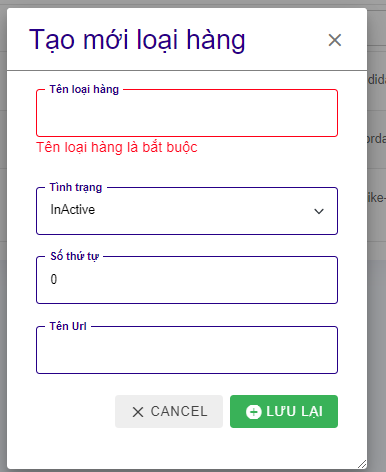 Tạo mới loại hàng
Tên loại hàng
Tên loại hàng là bắt buộc
Tình trạng
InActive
Số thứ tự
0
Tên Url
CANCEL
LƯU LẠI